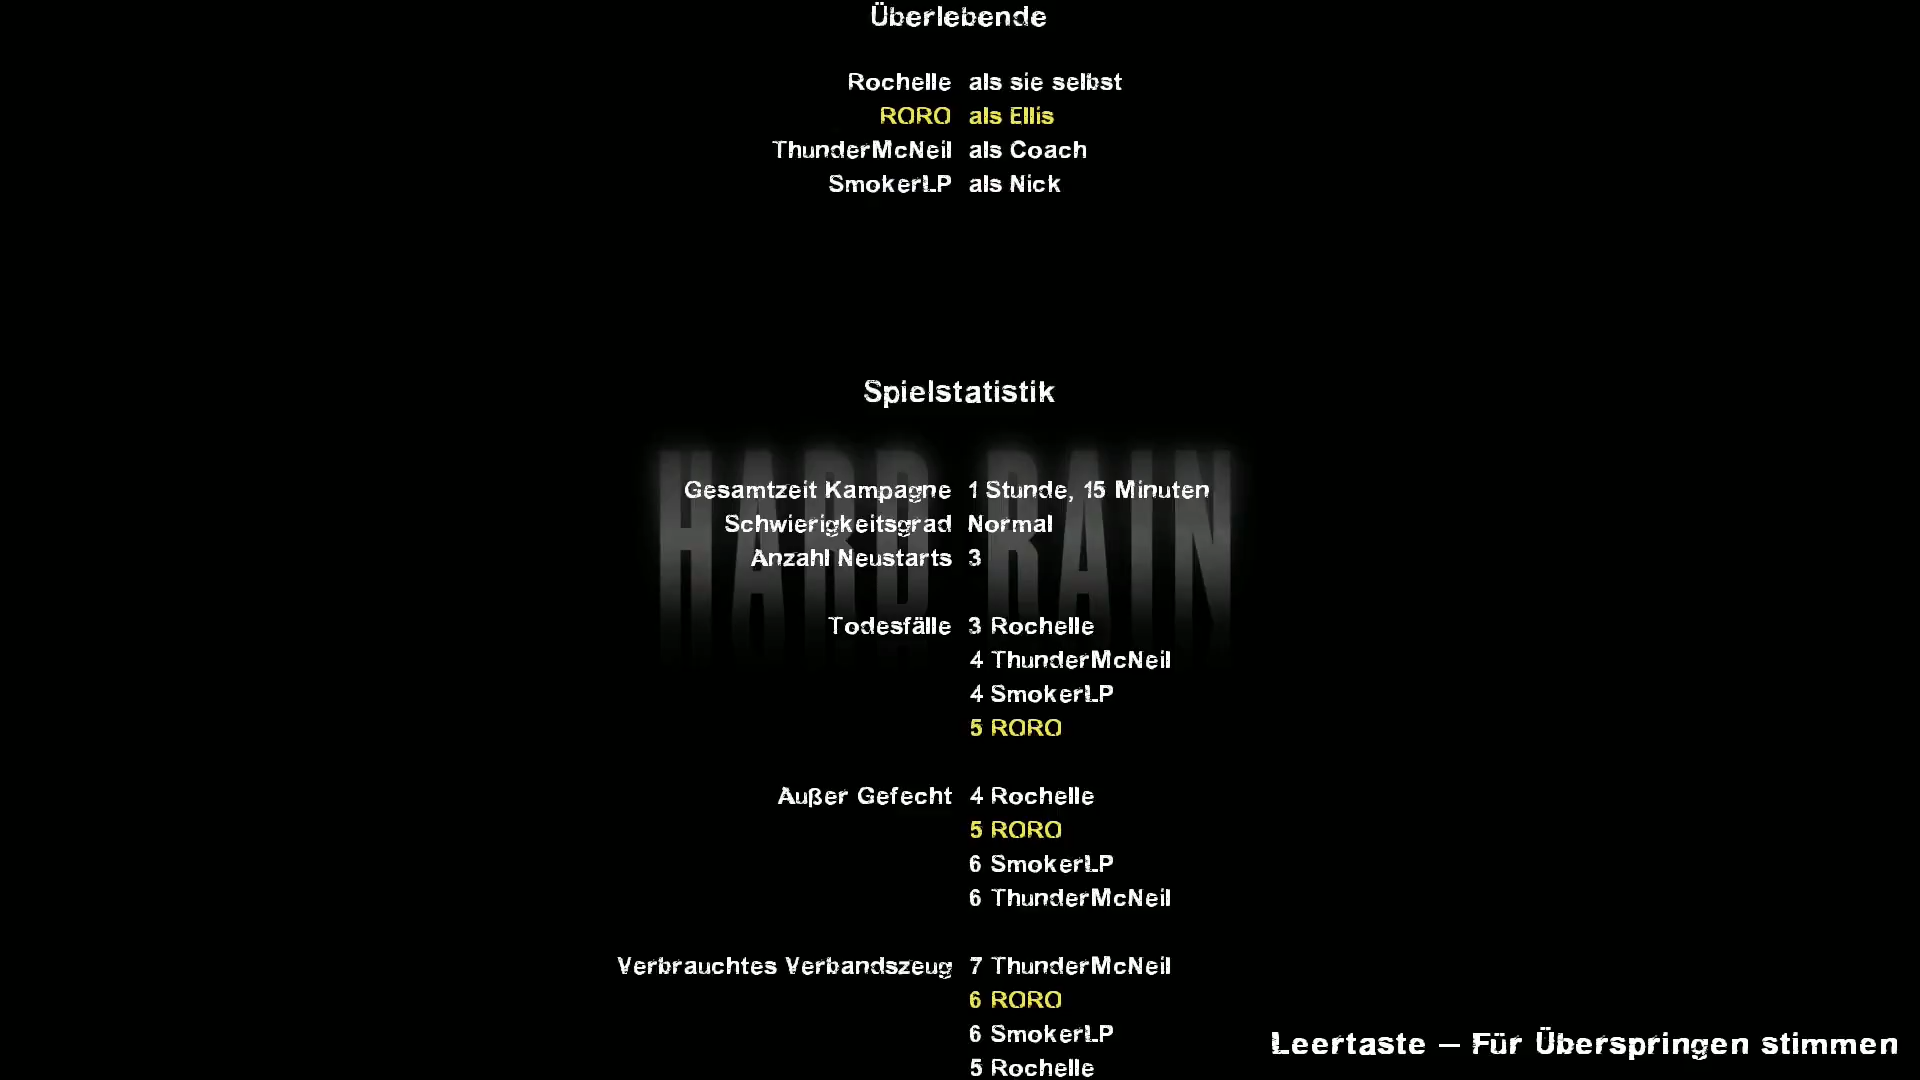 Überlebende
Rochelle als sie selbst
RORO als Ellis
ThunderMcNeil als Coach
SmokerLP als Nick
Spielstatistik
HARD RAIN
Gesamtzeit Kampagne 1 Stunde, 15 Minuten
Schwierigkeitsgrad Normal
Anzahl Neustarts 3
Todesfälle 3 Rochelle
4 ThunderMcNeil
4 SmokerLP
5 RORO
Außer Gefecht 4 Rochelle
5 RORO
6 SmokerLP
6 ThunderMcNeil
Verbrauchtes Verbandszeug 7 ThunderMcNeil
6 RORO
6 SmokerLP
5 Rochelle
Leertaste – Für Überspringen stimmen